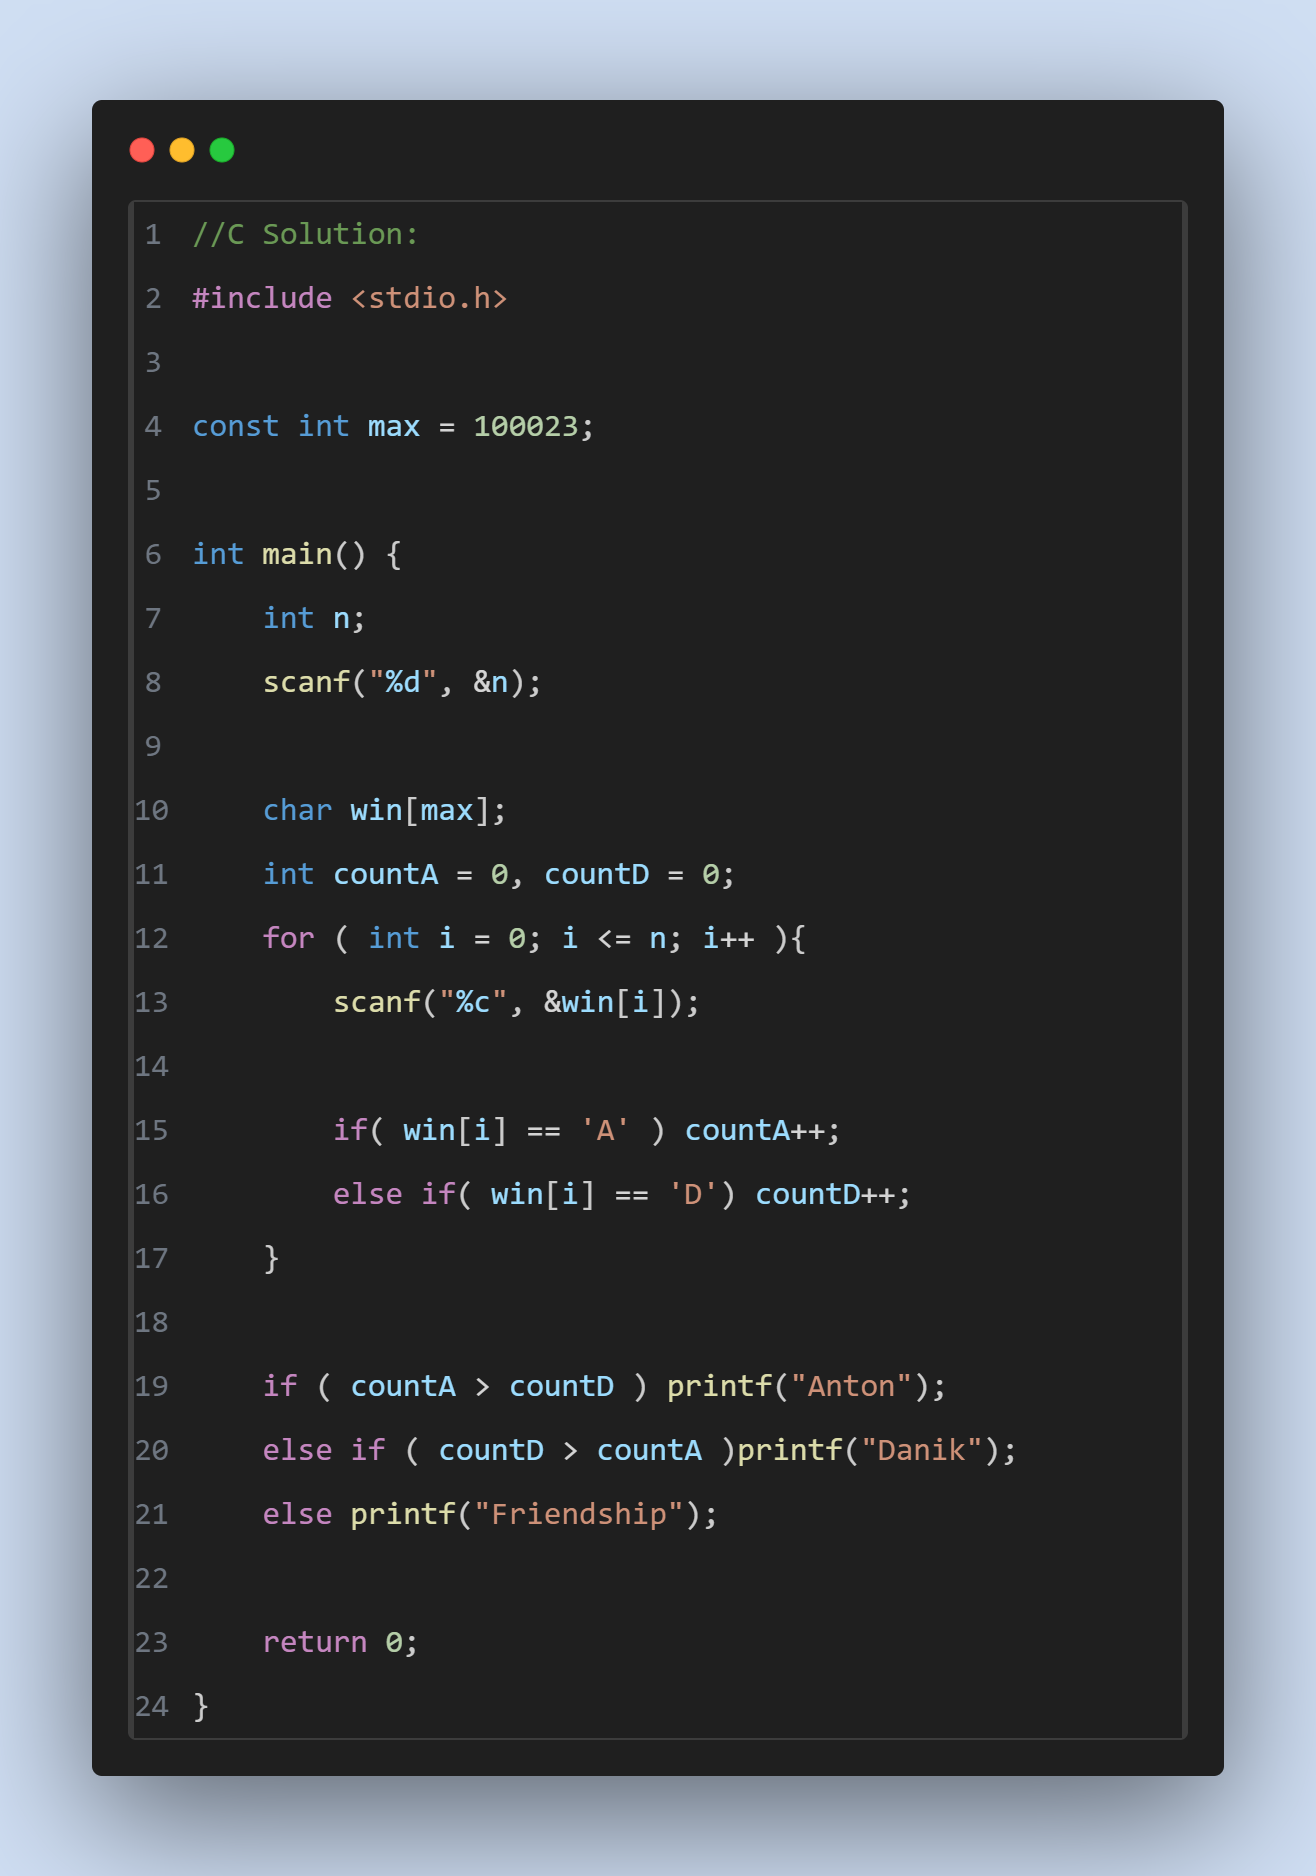 1 //C Solution:
2 #include <stdio.h>
3
4 const int max = 100023;
5
6 int main() {
7     int n;
8     scanf("%d", &n);
9
10     char win[max];
11     int countA = 0, countD = 0;
12     for ( int i = 0; i <= n; i++ ){
13         scanf("%c", &win[i]);
14
15         if( win[i] == 'A' ) countA++;
16         else if( win[i] == 'D') countD++;
17     }
18
19     if ( countA > countD ) printf("Anton");
20     else if ( countD > countA )printf("Danik");
21     else printf("Friendship");
22
23     return 0;
24 }